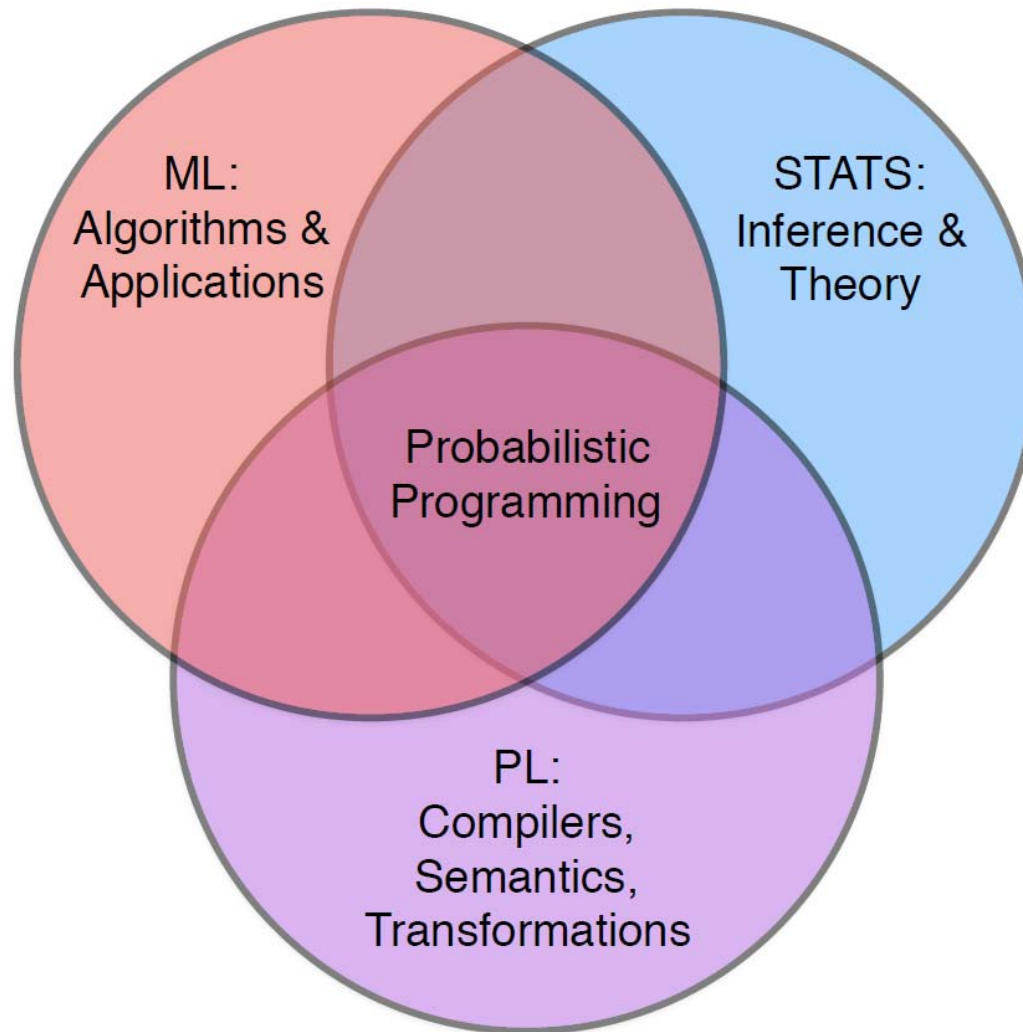 ML:
Algorithms &
Applications
STATS:
Inference &
Theory
Probabilistic
Programming
PL:
Compilers,
Semantics,
Transformations